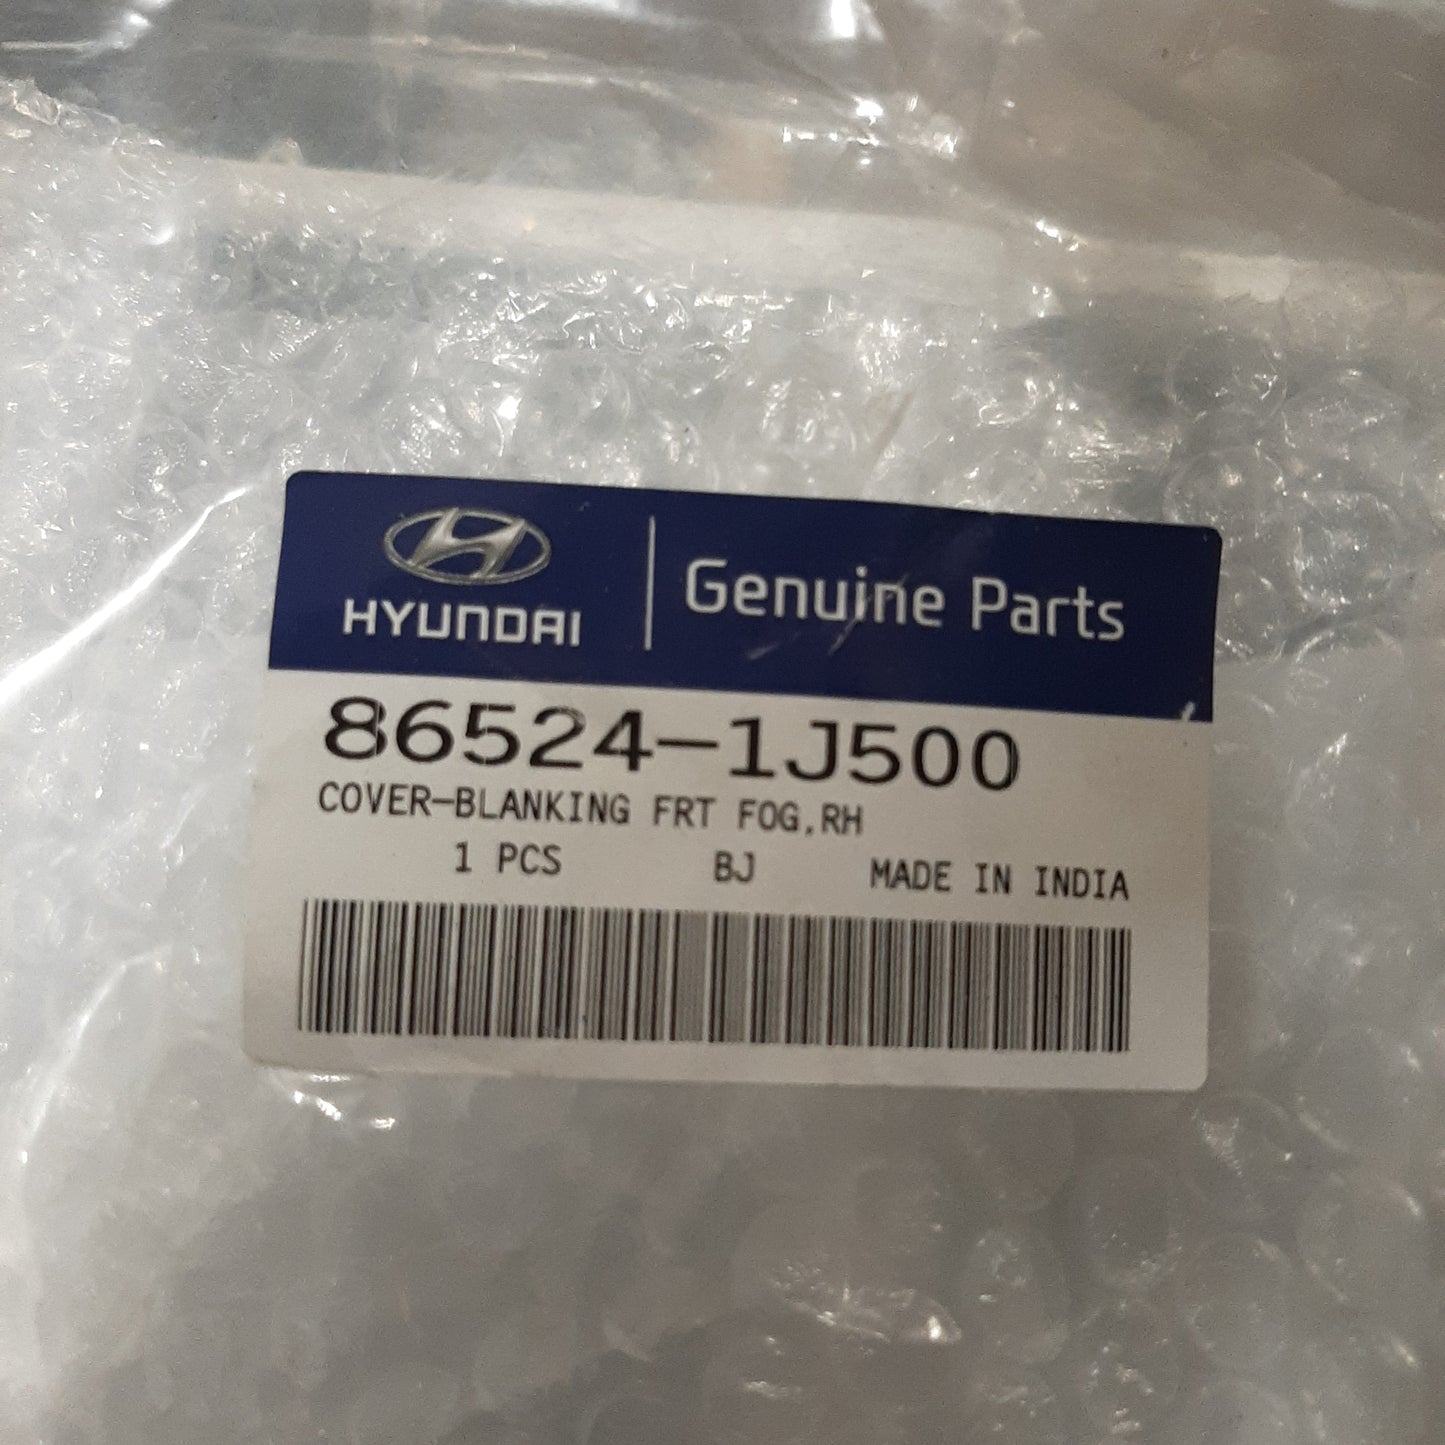 HYUNDAI
Genuine Parts
86524-1J500
COVER-BLANKING FRT FOG,RH
1 PCS BJ MADE IN INDIA